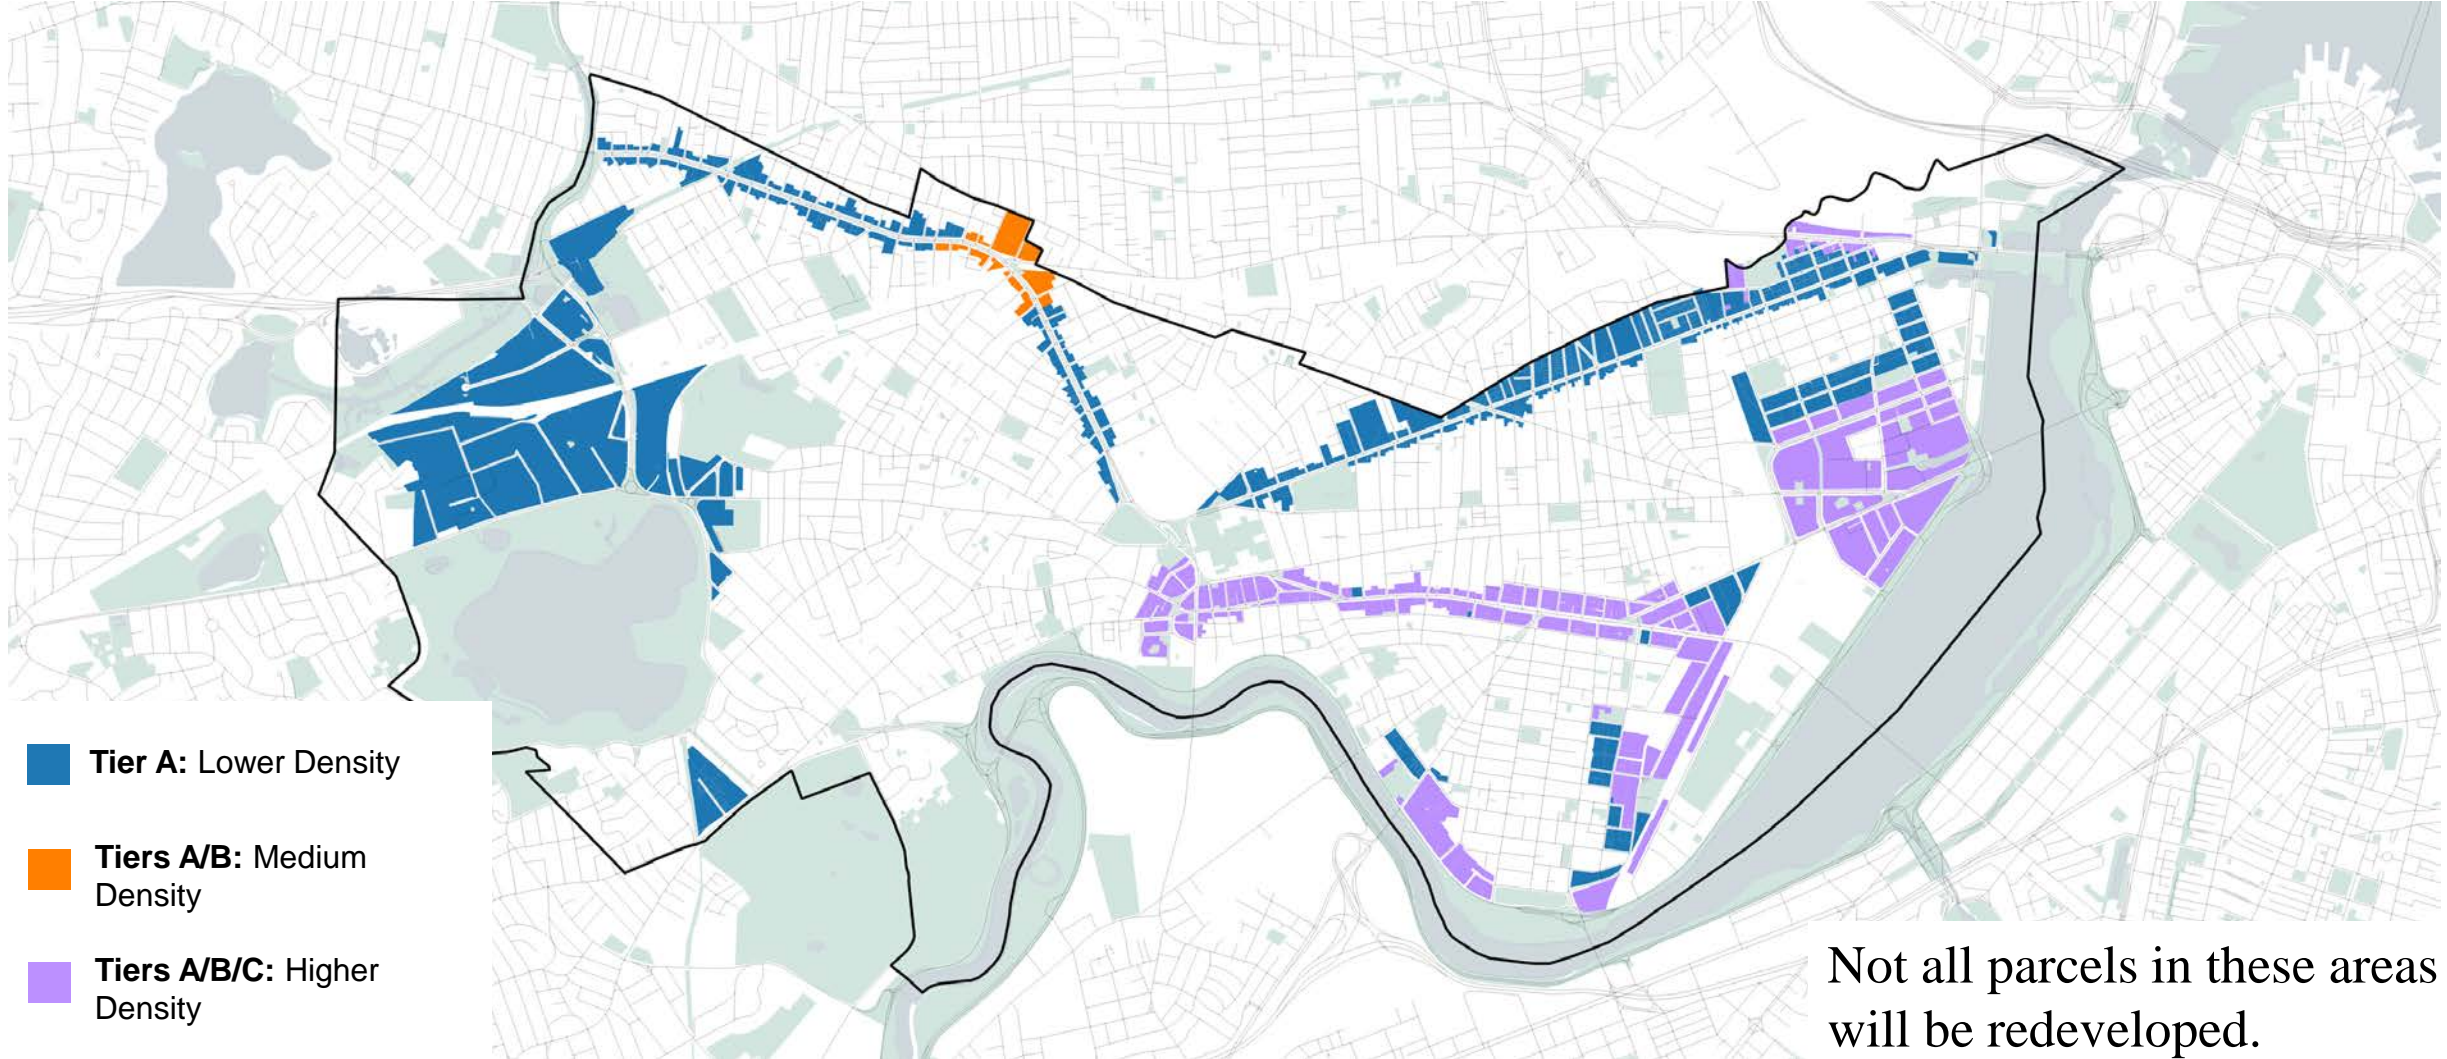 Tier A: Lower Density
Tiers A/B: Medium
Density
Tiers A/B/C: Higher
Density
Not all parcels in these areas
will be redeveloped.